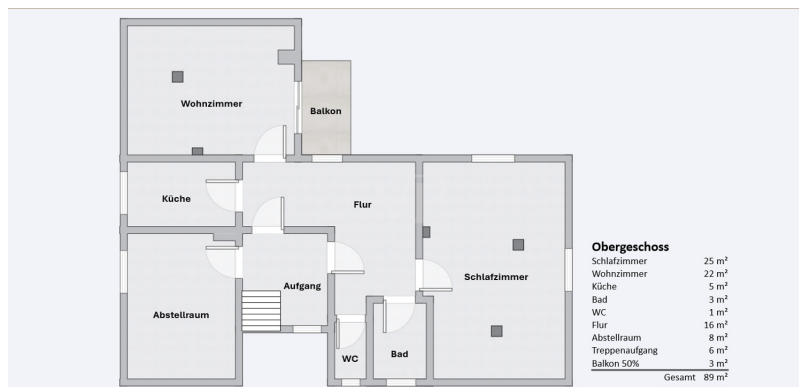 Wohnzimmer
Balkon
Küche
Flur
Schlafzimmer
Aufgang
Abstellraum
WC
Bad
Obergeschoss
Schlafzimmer 25 m²
Wohnzimmer 22 m²
Küche 5 m²
Bad 3 m²
WC 1 m²
Flur 16 m²
Abstellraum 8 m²
Treppenaufgang 6 m²
Balkon 50% 3 m²
Gesamt 89 m²